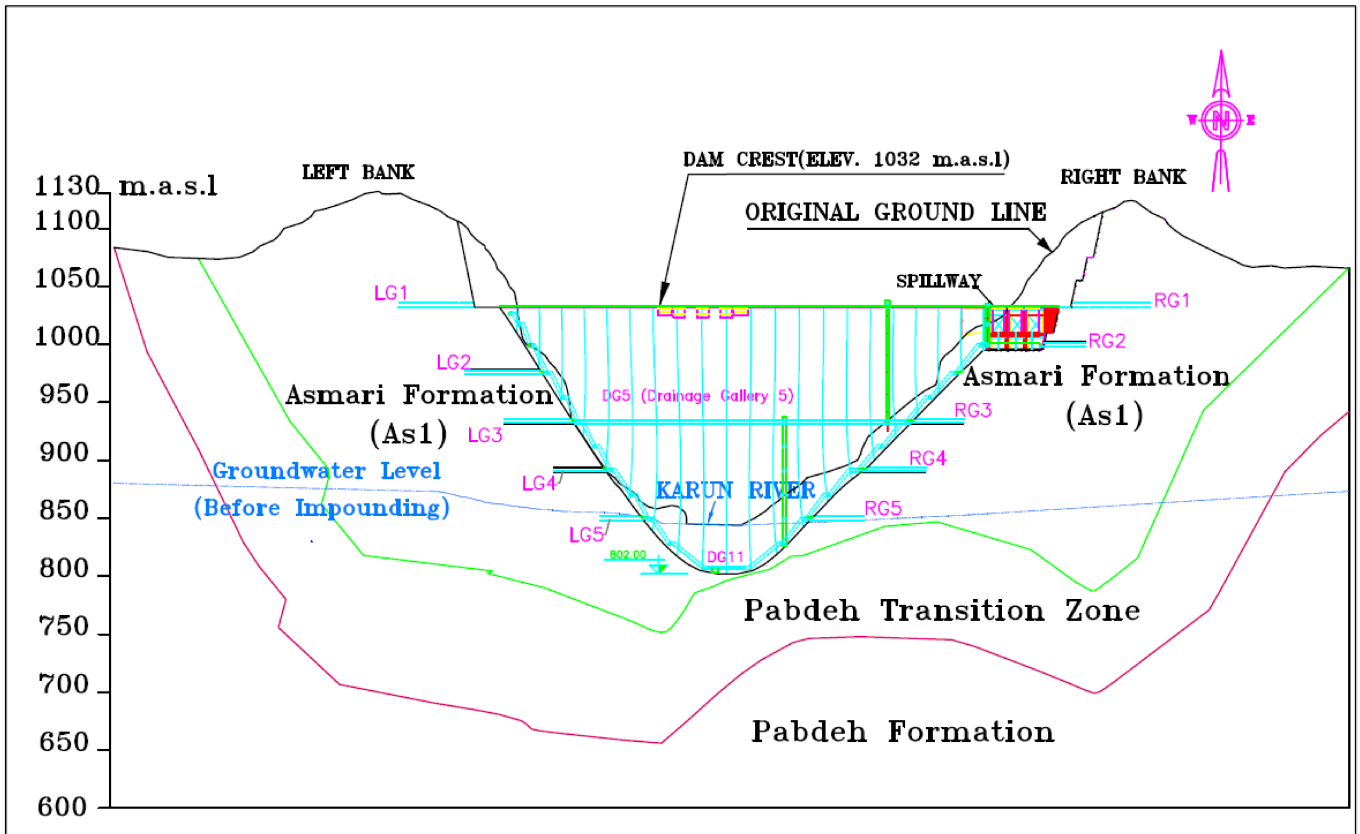 W N E
DAM CREST(ELEV. 1032 m.a.s.l)
LEFT BANK
RIGHT BANK
1130 m.a.s.l
ORIGINAL GROUND LINE
1100
1050
SPILLWAY
LG1
RG1
1000
RG2
LG2
Asmari Formation
(As1)
Asmari Formation
(As1)
950
DG5 (Drainage Gallery 5)
RG3
LG3
900
RG4
Groundwater Level
(Before Impounding)
LG4
KARUN RIVER
850
RG5
LG5
802.00
DG11
800
Pabdeh Transition Zone
750
700
Pabdeh Formation
650
600